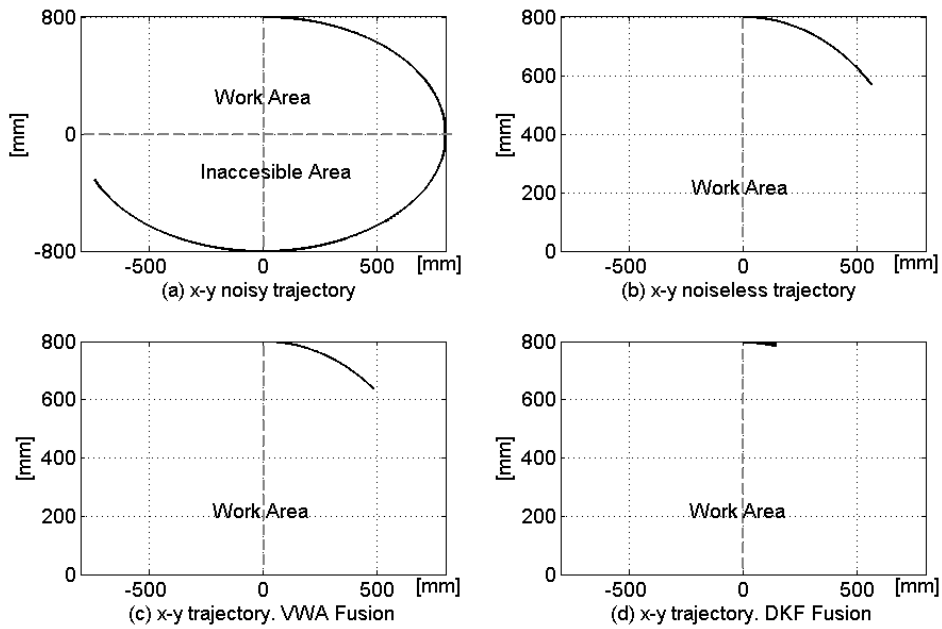 800
[mm]
0
-800
Work Area
Inaccesible Area
-500
0
500
[mm]
(a) x-y noisy trajectory
800
600
[mm]
400
200
0
Work Area
-500
0
500
[mm]
(b) x-y noiseless trajectory
800
600
[mm]
400
200
0
Work Area
-500
0
500
[mm]
(c) x-y trajectory. VWA Fusion
800
600
[mm]
400
200
0
Work Area
-500
0
500
[mm]
(d) x-y trajectory. DKF Fusion